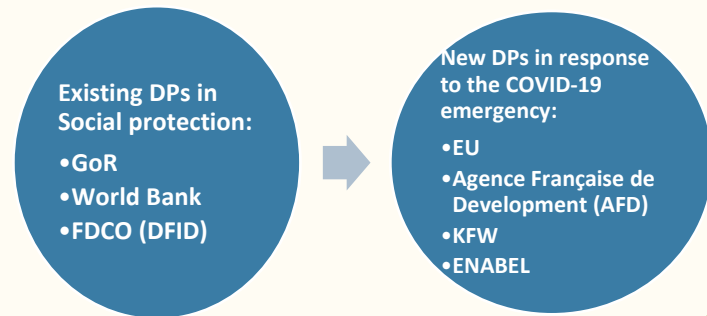 Existing DPs in
Social protection:
•GoR
•World Bank
•FDCO (DFID)
New DPs in response
to the COVID-19
emergency:
•EU
•Agence Française de
Development (AFD)
•KFW
•ENABEL